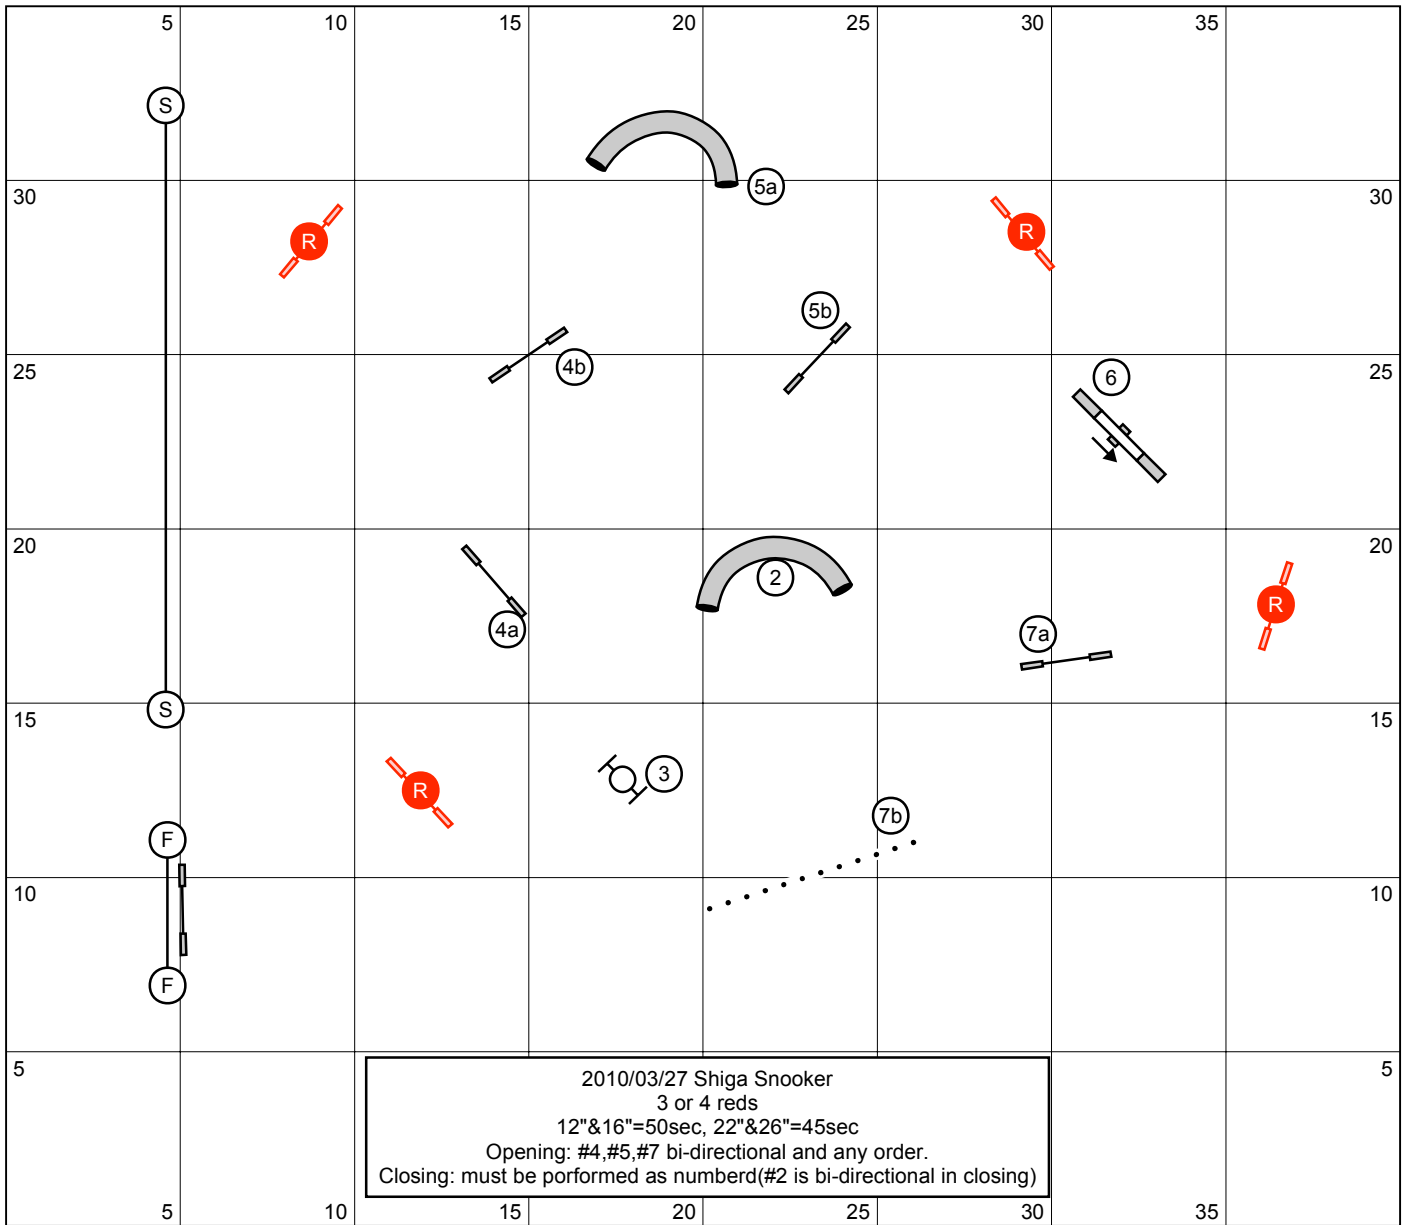 5 10 15 20 25 30 35
S
5a
30 30
R R
5b
4b
25 6 25
20 20
2
R
4a 7a
S
15 15
3
R
7b
F
10 10
F
5 5
2010/03/27 Shiga Snooker
3 or 4 reds
12"&16"=50sec, 22"&26"=45sec
Opening: #4,#5,#7 bi-directional and any order.
Closing: must be porformed as numberd(#2 is bi-directional in closing)
5 10 15 20 25 30 35